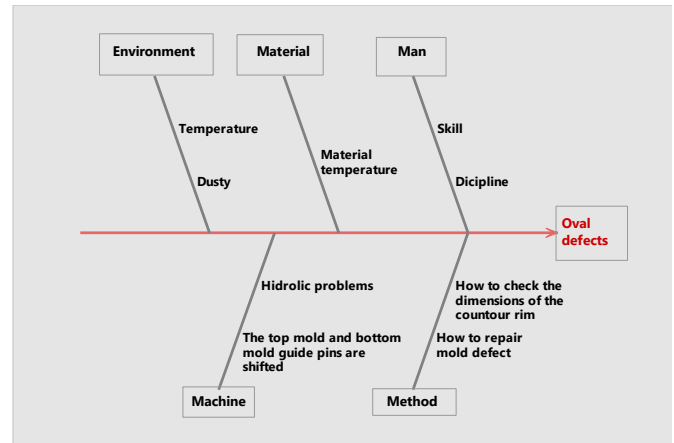 Environment
Material
Man
Temperature
Skill
Material
temperature
Dusty
Dicipline
Oval
defects
Hidrolic problems
How to check the
dimensions of the
countour rim
The top mold and bottom
mold guide pins are
shifted
How to repair
mold defect
Machine
Method